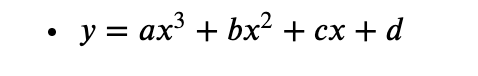 • y = ax³ + bx² + cx + d